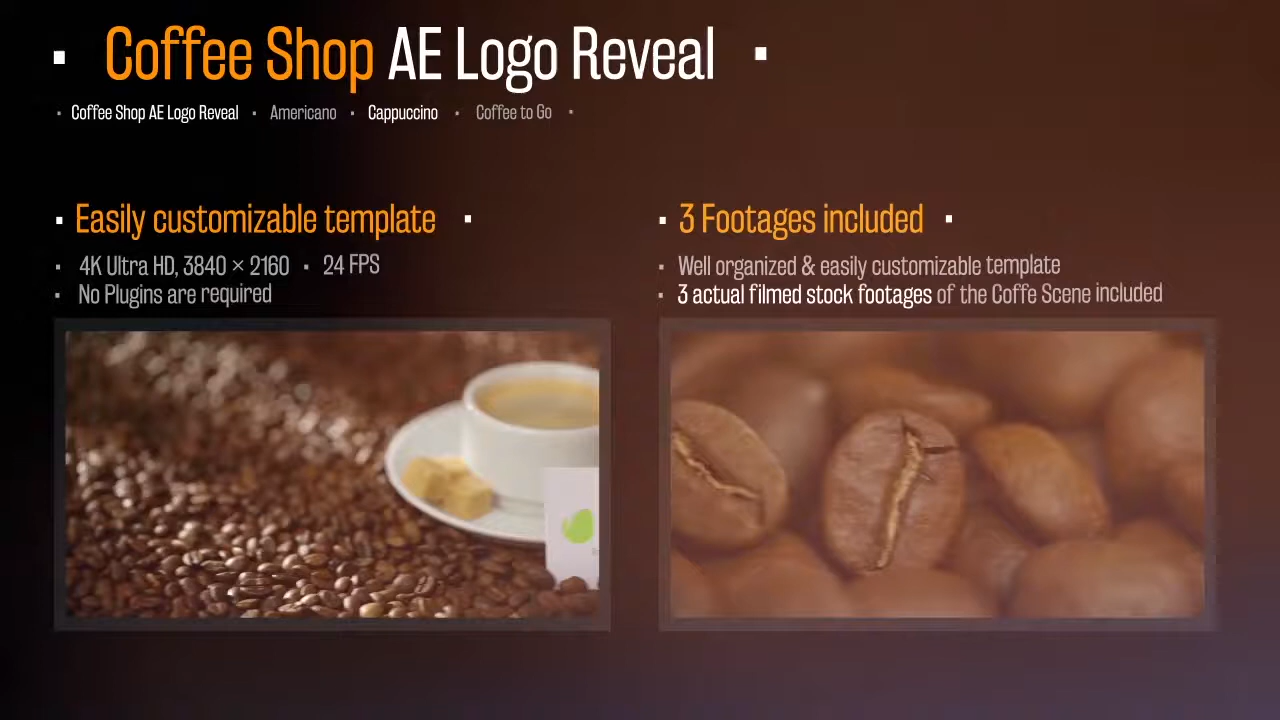 Coffee Shop AE Logo Reveal
Coffee Shop AE Logo Reveal · Americano · Cappuccino · Coffee to Go
Easily customizable template
4K Ultra HD, 3840 × 2160 · 24 FPS
No Plugins are required
3 Footages included
Well organized & easily customizable template
3 actual filmed stock footages of the Coffe Scene included